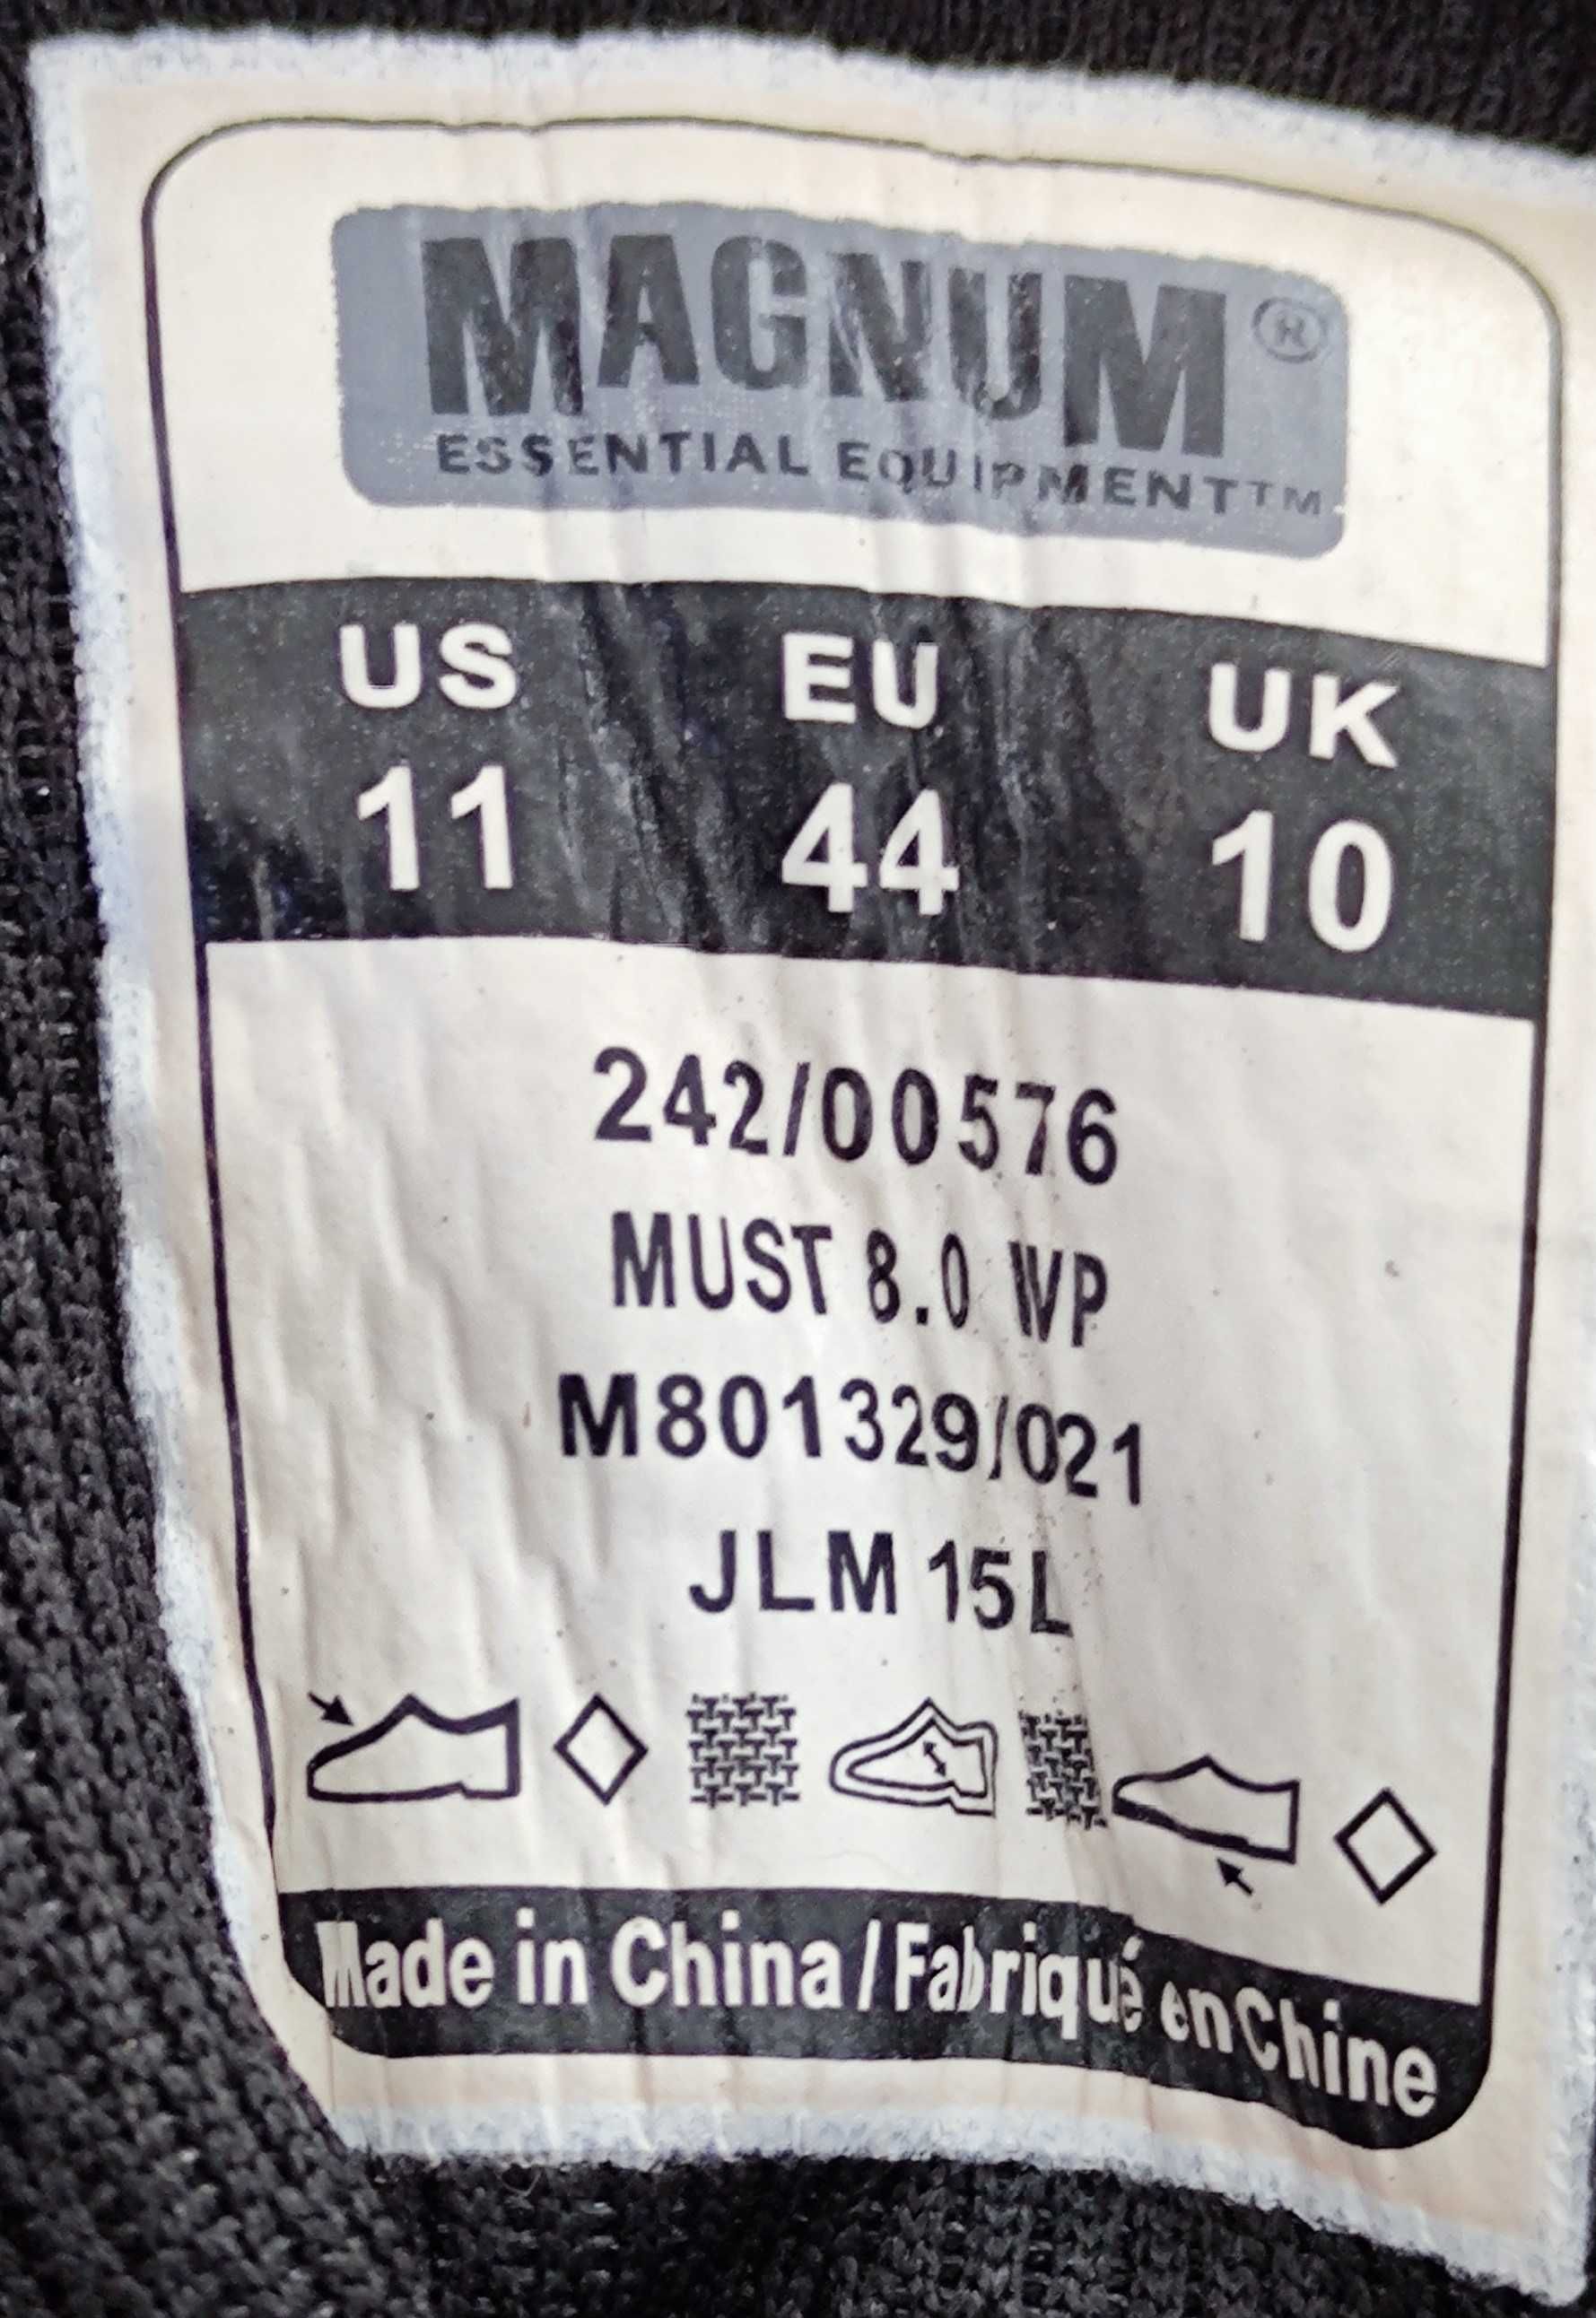 MAGNUM®
ESSENTIAL EQUIPMENT™
US EU UK
11 44 10
242/00576
MUST 8.0 WP
M801329/021
JLM 15L
Made in China / Fabriqué en Chine